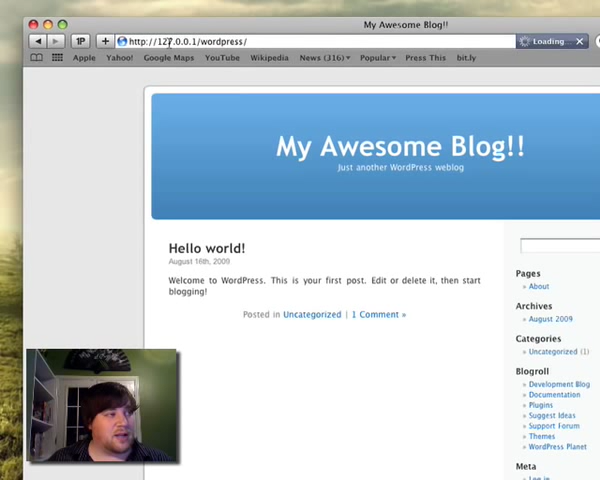 My Awesome Blog!!
1P
+
http://127.0.0.1/wordpress/
Loading...
Apple Yahoo! Google Maps YouTube Wikipedia News (316) Popular Press This bit.ly
My Awesome Blog!!
Just another WordPress weblog
Hello world!
August 16th, 2009
Welcome to WordPress. This is your first post. Edit or delete it, then start
blogging!
Posted in Uncategorized | 1 Comment »
Pages
» About
Archives
» August 2009
Categories
» Uncategorized (1)
Blogroll
» Development Blog
» Documentation
» Plugins
» Suggest Ideas
» Support Forum
» Themes
» WordPress Planet
Meta
» Log in